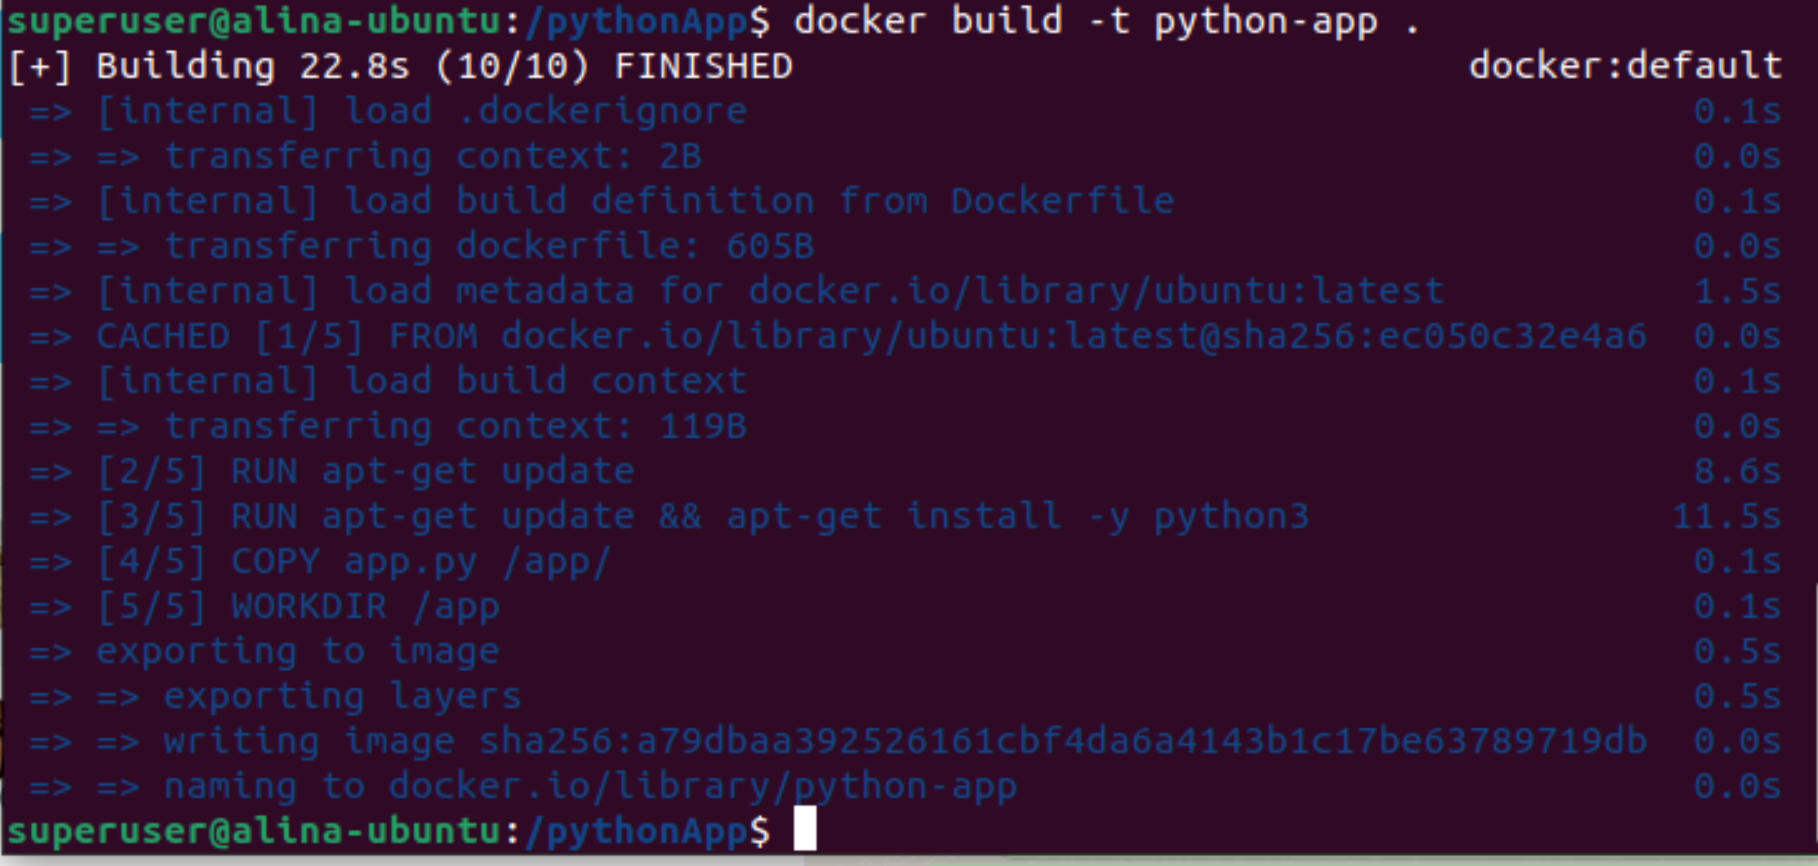 superuser@alina-ubuntu:/pythonApp$ docker build -t python-app .
[+] Building 22.8s (10/10) FINISHED docker:default
=> [internal] load .dockerignore 0.1s
=> => transferring context: 2B 0.0s
=> [internal] load build definition from Dockerfile 0.1s
=> => transferring dockerfile: 605B 0.0s
=> [internal] load metadata for docker.io/library/ubuntu:latest 1.5s
=> CACHED [1/5] FROM docker.io/library/ubuntu:latest@sha256:ec050c32e4a6 0.0s
=> [internal] load build context 0.1s
=> => transferring context: 119B 0.0s
=> [2/5] RUN apt-get update 8.6s
=> [3/5] RUN apt-get update && apt-get install -y python3 11.5s
=> [4/5] COPY app.py /app/ 0.1s
=> [5/5] WORKDIR /app 0.1s
=> exporting to image 0.5s
=> => exporting layers 0.5s
=> => writing image sha256:a79dbaa392526161cbf4da6a4143b1c17be63789719db 0.0s
=> => naming to docker.io/library/python-app 0.0s
superuser@alina-ubuntu:/pythonApp$